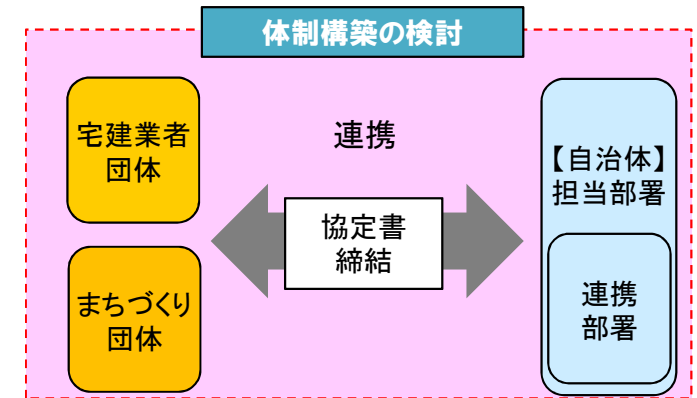 体制構築の検討
宅建業者
団体
連携
【自治体】
担当部署
協定書
締結
まちづくり
団体
連携
部署